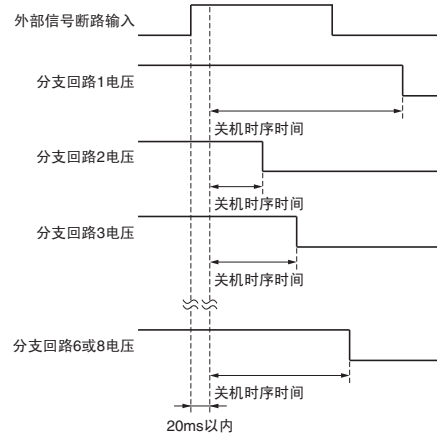 外部信号断路输入
分支回路1电压
关机时序时间
分支回路2电压
关机时序时间
分支回路3电压
关机时序时间
分支回路6或8电压
关机时序时间
20ms以内